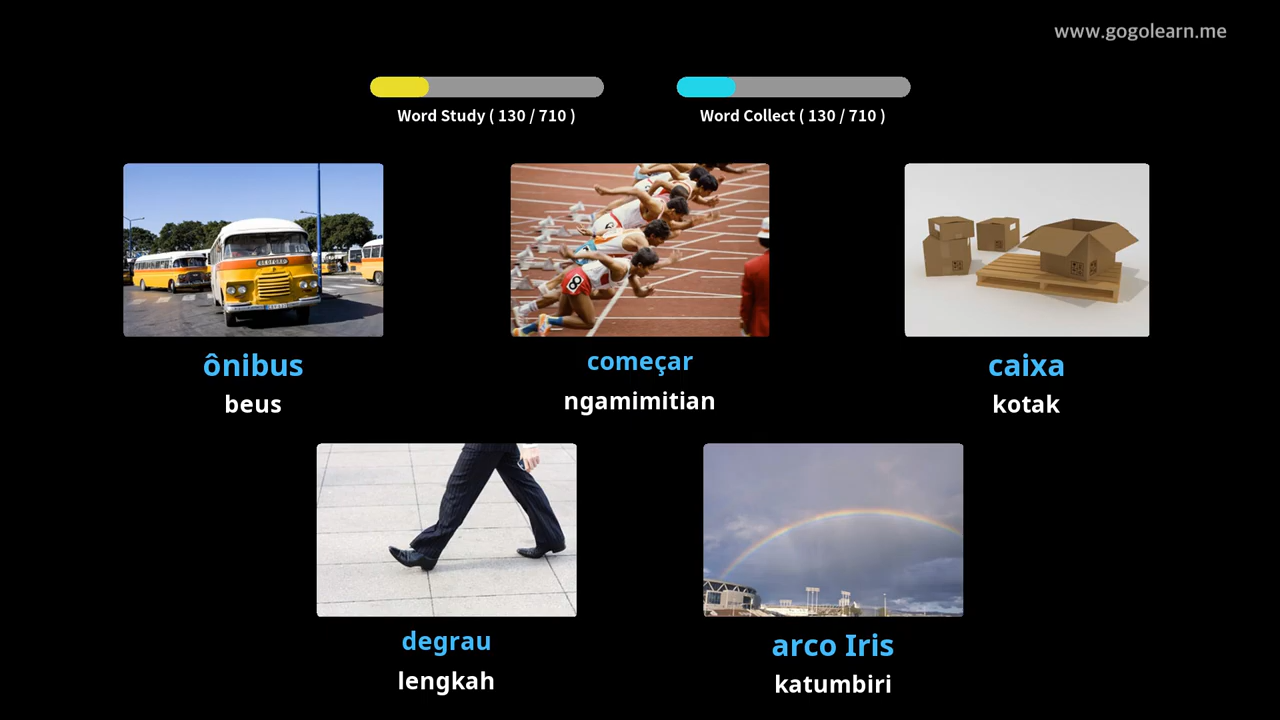 www.gogolearn.me
Word Study ( 130 / 710 )
Word Collect ( 130 / 710 )
ônibus
beus
começar
ngamimitian
caixa
kotak
degrau
lengkah
arco Iris
katumbiri